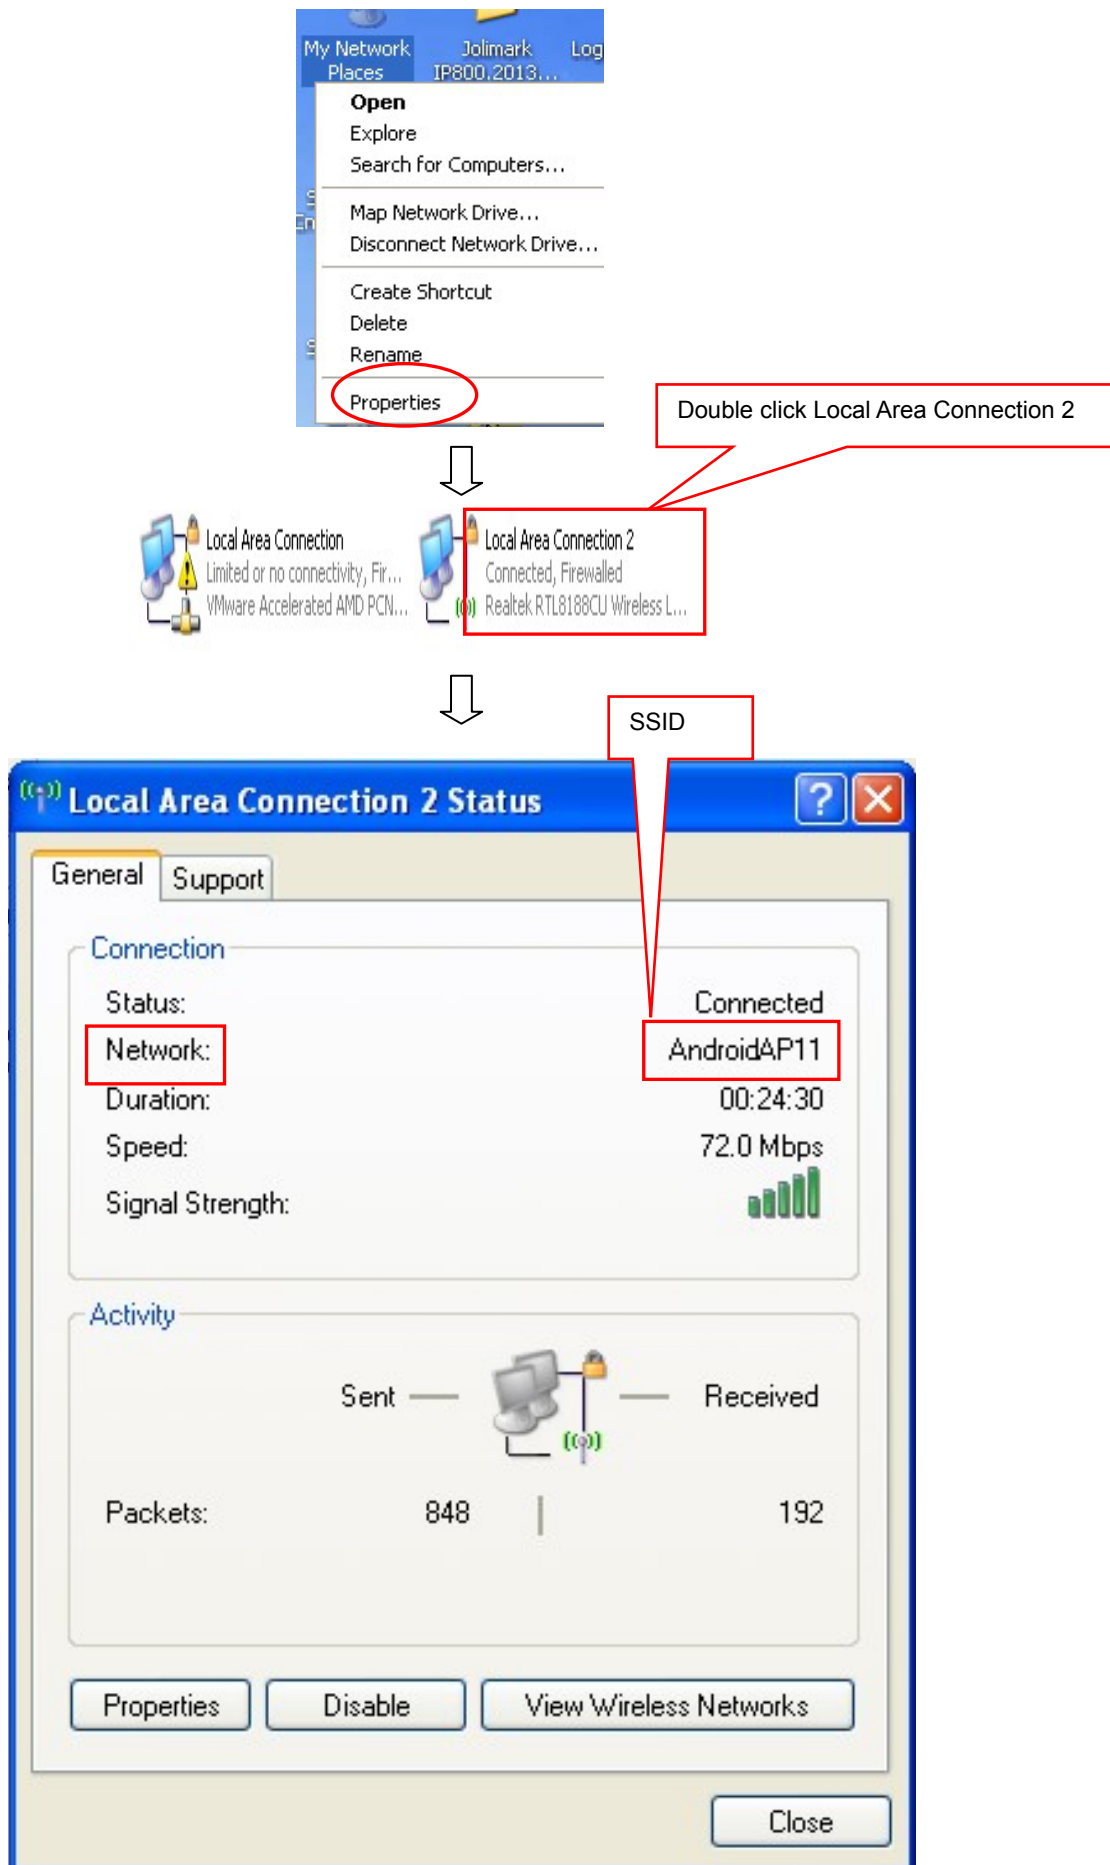 My Network Places
Jolimark IP800.2013...
Log
Open
Explore
Search for Computers...
Map Network Drive...
Disconnect Network Drive...
Create Shortcut
Delete
Rename
Properties
Double click Local Area Connection 2
Local Area Connection
Limited or no connectivity, Fir...
VMware Accelerated AMD PCN...
Local Area Connection 2
Connected, Firewalled
Realtek RTL8188CU Wireless L...
SSID
Local Area Connection 2 Status
General Support
Connection
Status: Connected
Network: AndroidAP11
Duration: 00:24:30
Speed: 72.0 Mbps
Signal Strength:
Activity
Sent Received
Packets: 848 192
Properties Disable View Wireless Networks
Close